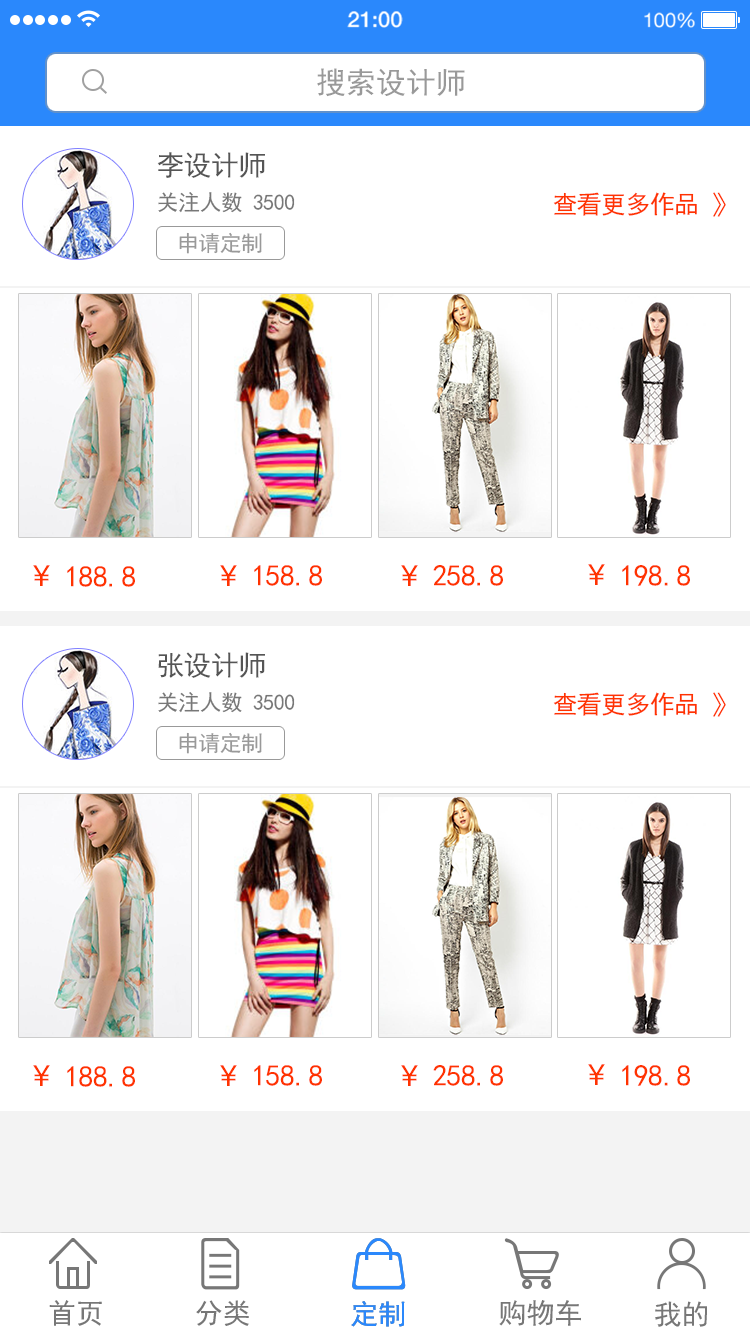 21:00
100%
搜索设计师
李设计师
关注人数 3500
查看更多作品 》
申请定制
¥ 188.8
¥ 158.8
¥ 258.8
¥ 198.8
张设计师
关注人数 3500
查看更多作品 》
申请定制
¥ 188.8
¥ 158.8
¥ 258.8
¥ 198.8
首页
分类
定制
购物车
我的